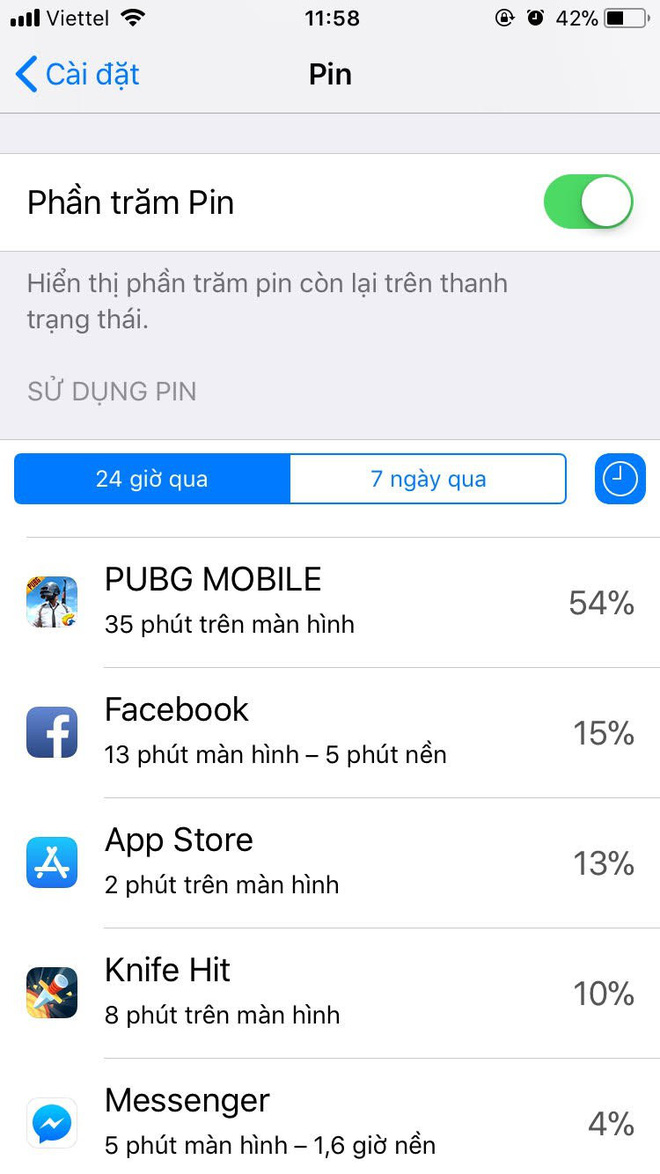 Viettel 11:58 42%
Cài đặt Pin
Phần trăm Pin
Hiển thị phần trăm pin còn lại trên thanh
trạng thái.
SỬ DỤNG PIN
24 giờ qua 7 ngày qua
PUBG MOBILE
54%
35 phút trên màn hình
Facebook
15%
13 phút màn hình – 5 phút nền
App Store
13%
2 phút trên màn hình
Knife Hit
10%
8 phút trên màn hình
Messenger
4%
5 phút màn hình – 1,6 giờ nền